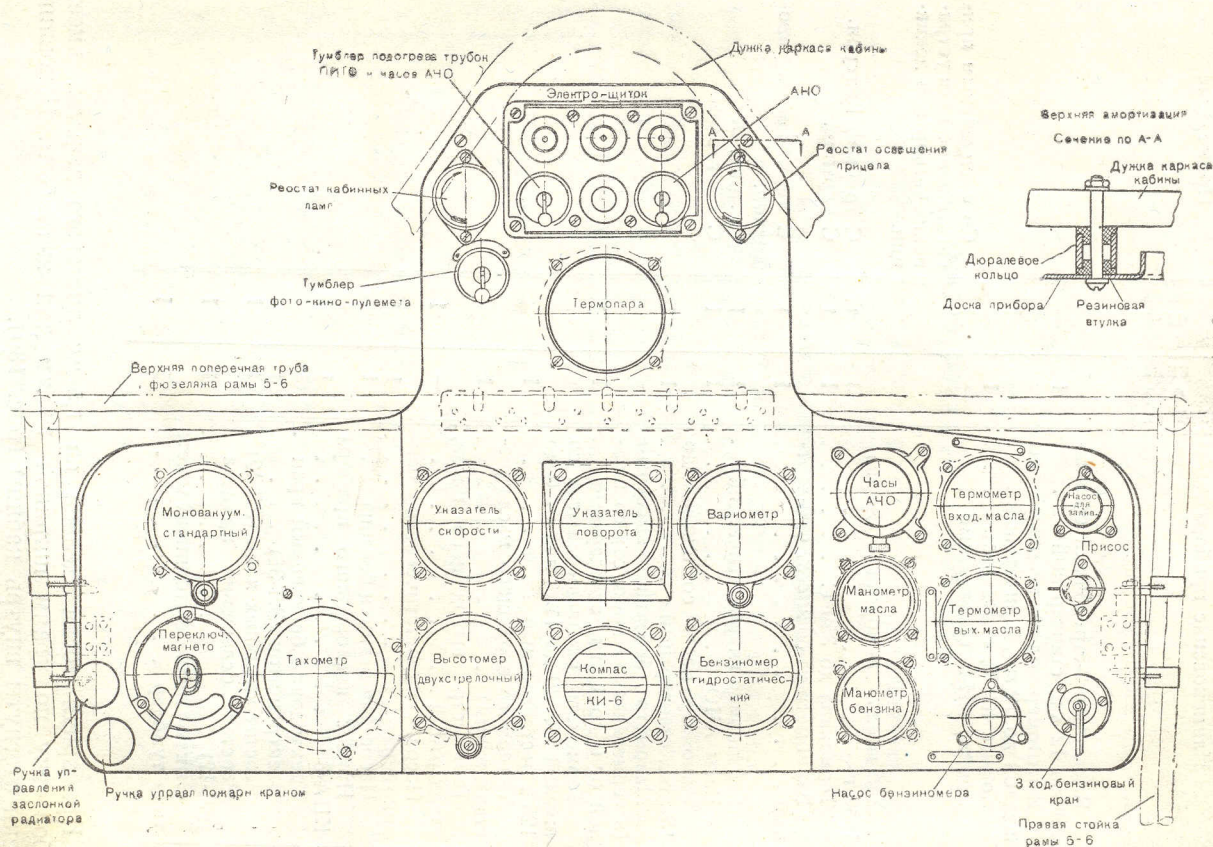 Тумблер подогрева трубок
ПИТО и часов АЧО
Дужка каркаса кабины
Электро-щиток
АНО
Верхняя амортизация
Сечение по А-А
А
А
Реостат освещения
прицела
Дужка каркаса
кабины
Реостат кабинных
ламп
Дюралевое
кольцо
Тумблер
фото-кино-пулемета
Термопара
Доска прибора
Резиновая
втулка
Верхняя поперечная труба
фюзеляжа рамы 5-6
Моновакуум.
стандартный
Указатель
скорости
Указатель
поворота
Вариометр
Часы
АЧО
Термометр
вход. масла
Насос
для
залив.
Присос
Манометр
масла
Термометр
вых. масла
Переключ.
магнето
Тахометр
Высотомер
двухстрелочный
Компас
КИ-6
Бензиномер
гидростатичес-
кий
Манометр
бензина
Ручка уп-
равления
заслонкой
радиатора
Ручка управл пожарн краном
Насос бензиномера
3 ход. бензиновый
кран
Правая стойка
рамы 5-6